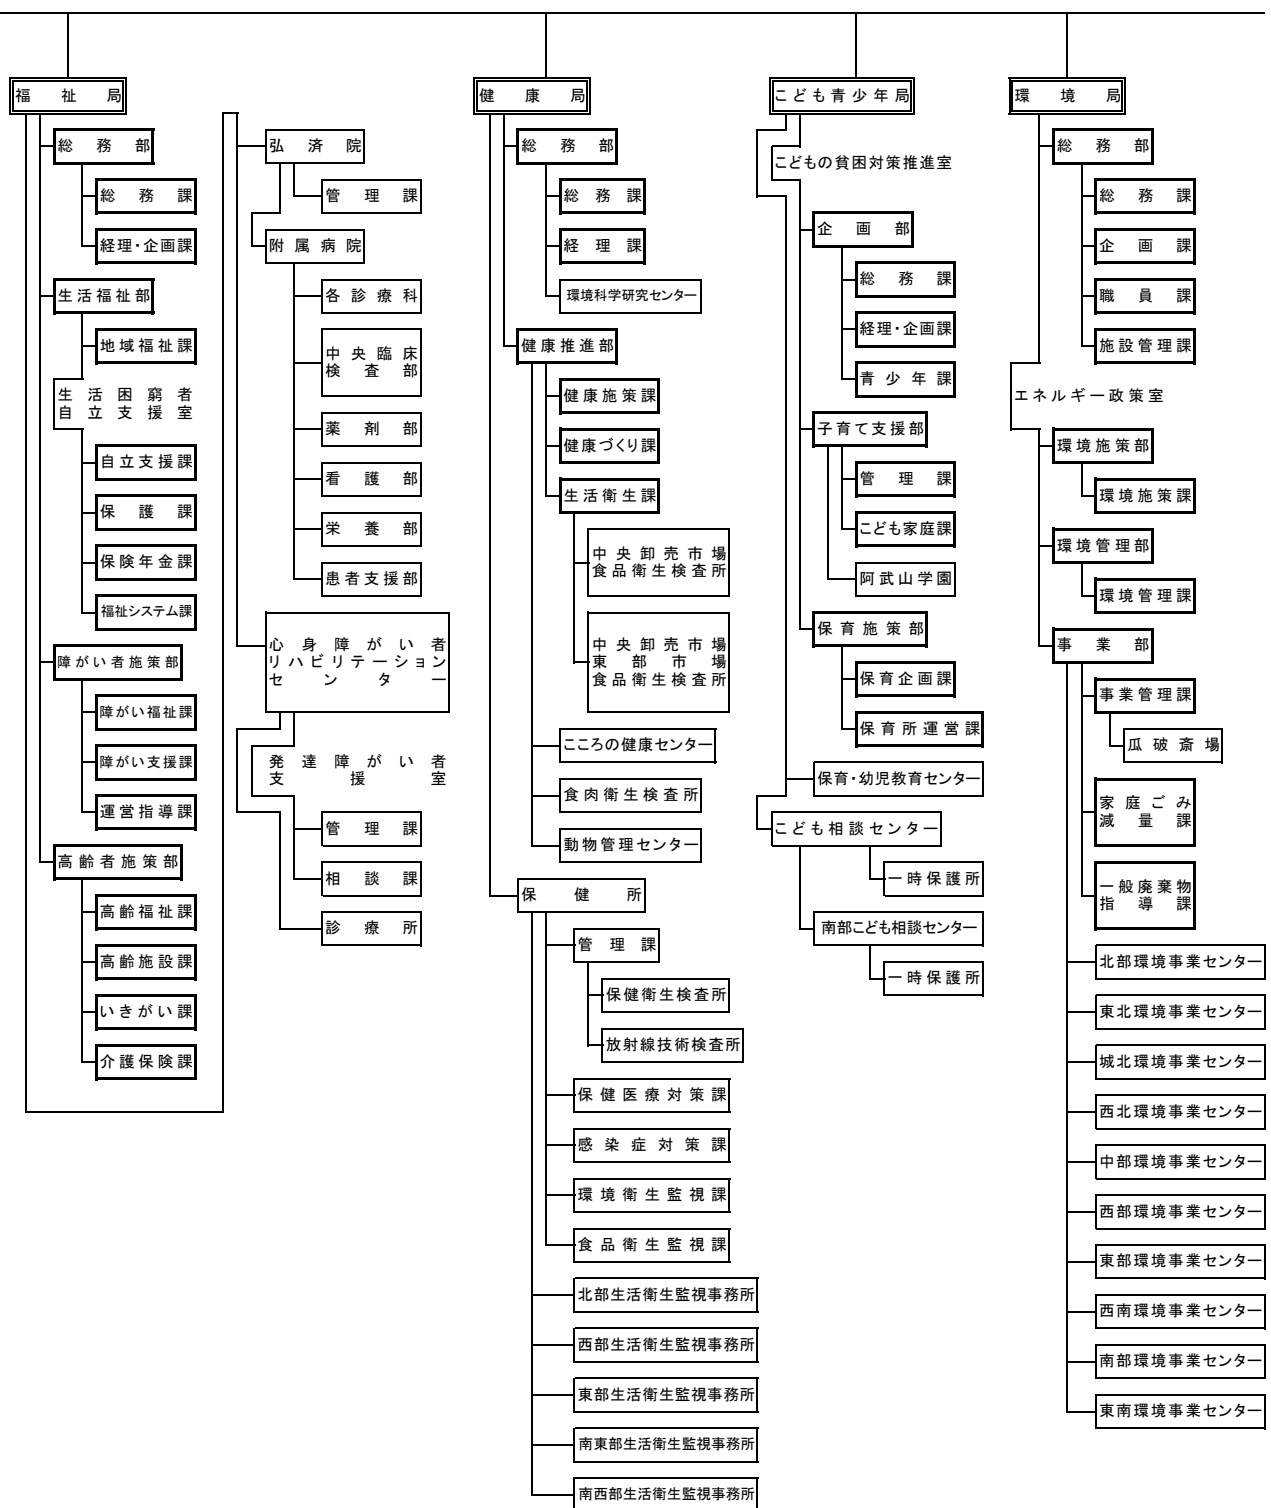 福祉局
総務部
総務課
経理・企画課
生活福祉部
地域福祉課
生活困窮者
自立支援室
自立支援課
保護課
保険年金課
福祉システム課
障がい者施策部
障がい福祉課
障がい支援課
運営指導課
高齢者施策部
高齢福祉課
高齢施設課
いきがい課
介護保険課
弘済院
管理課
附属病院
各診療科
中央臨床
検査部
薬剤部
看護部
栄養部
患者支援部
心身障がい者
リハビリテーション
センター
発達障がい者
支援室
管理課
相談課
診療所
健康局
総務部
総務課
経理課
環境科学研究センター
健康推進部
健康施策課
健康づくり課
生活衛生課
中央卸売市場
食品衛生検査所
中央卸売市場
東部市場
食品衛生検査所
こころの健康センター
食肉衛生検査所
動物管理センター
保健所
管理課
保健衛生検査所
放射線技術検査所
保健医療対策課
感染症対策課
環境衛生監視課
食品衛生監視課
北部生活衛生監視事務所
西部生活衛生監視事務所
東部生活衛生監視事務所
南東部生活衛生監視事務所
南西部生活衛生監視事務所
こども青少年局
こどもの貧困対策推進室
企画部
総務課
経理・企画課
青少年課
子育て支援部
管理課
こども家庭課
阿武山学園
保育施策部
保育企画課
保育所運営課
保育・幼児教育センター
こども相談センター
一時保護所
南部こども相談センター
一時保護所
環境局
総務部
総務課
企画課
職員課
施設管理課
エネルギー政策室
環境施策部
環境施策課
環境管理部
環境管理課
事業部
事業管理課
瓜破斎場
家庭ごみ
減量課
一般廃棄物
指導課
北部環境事業センター
東北環境事業センター
城北環境事業センター
西北環境事業センター
中部環境事業センター
西部環境事業センター
東部環境事業センター
西南環境事業センター
南部環境事業センター
東南環境事業センター